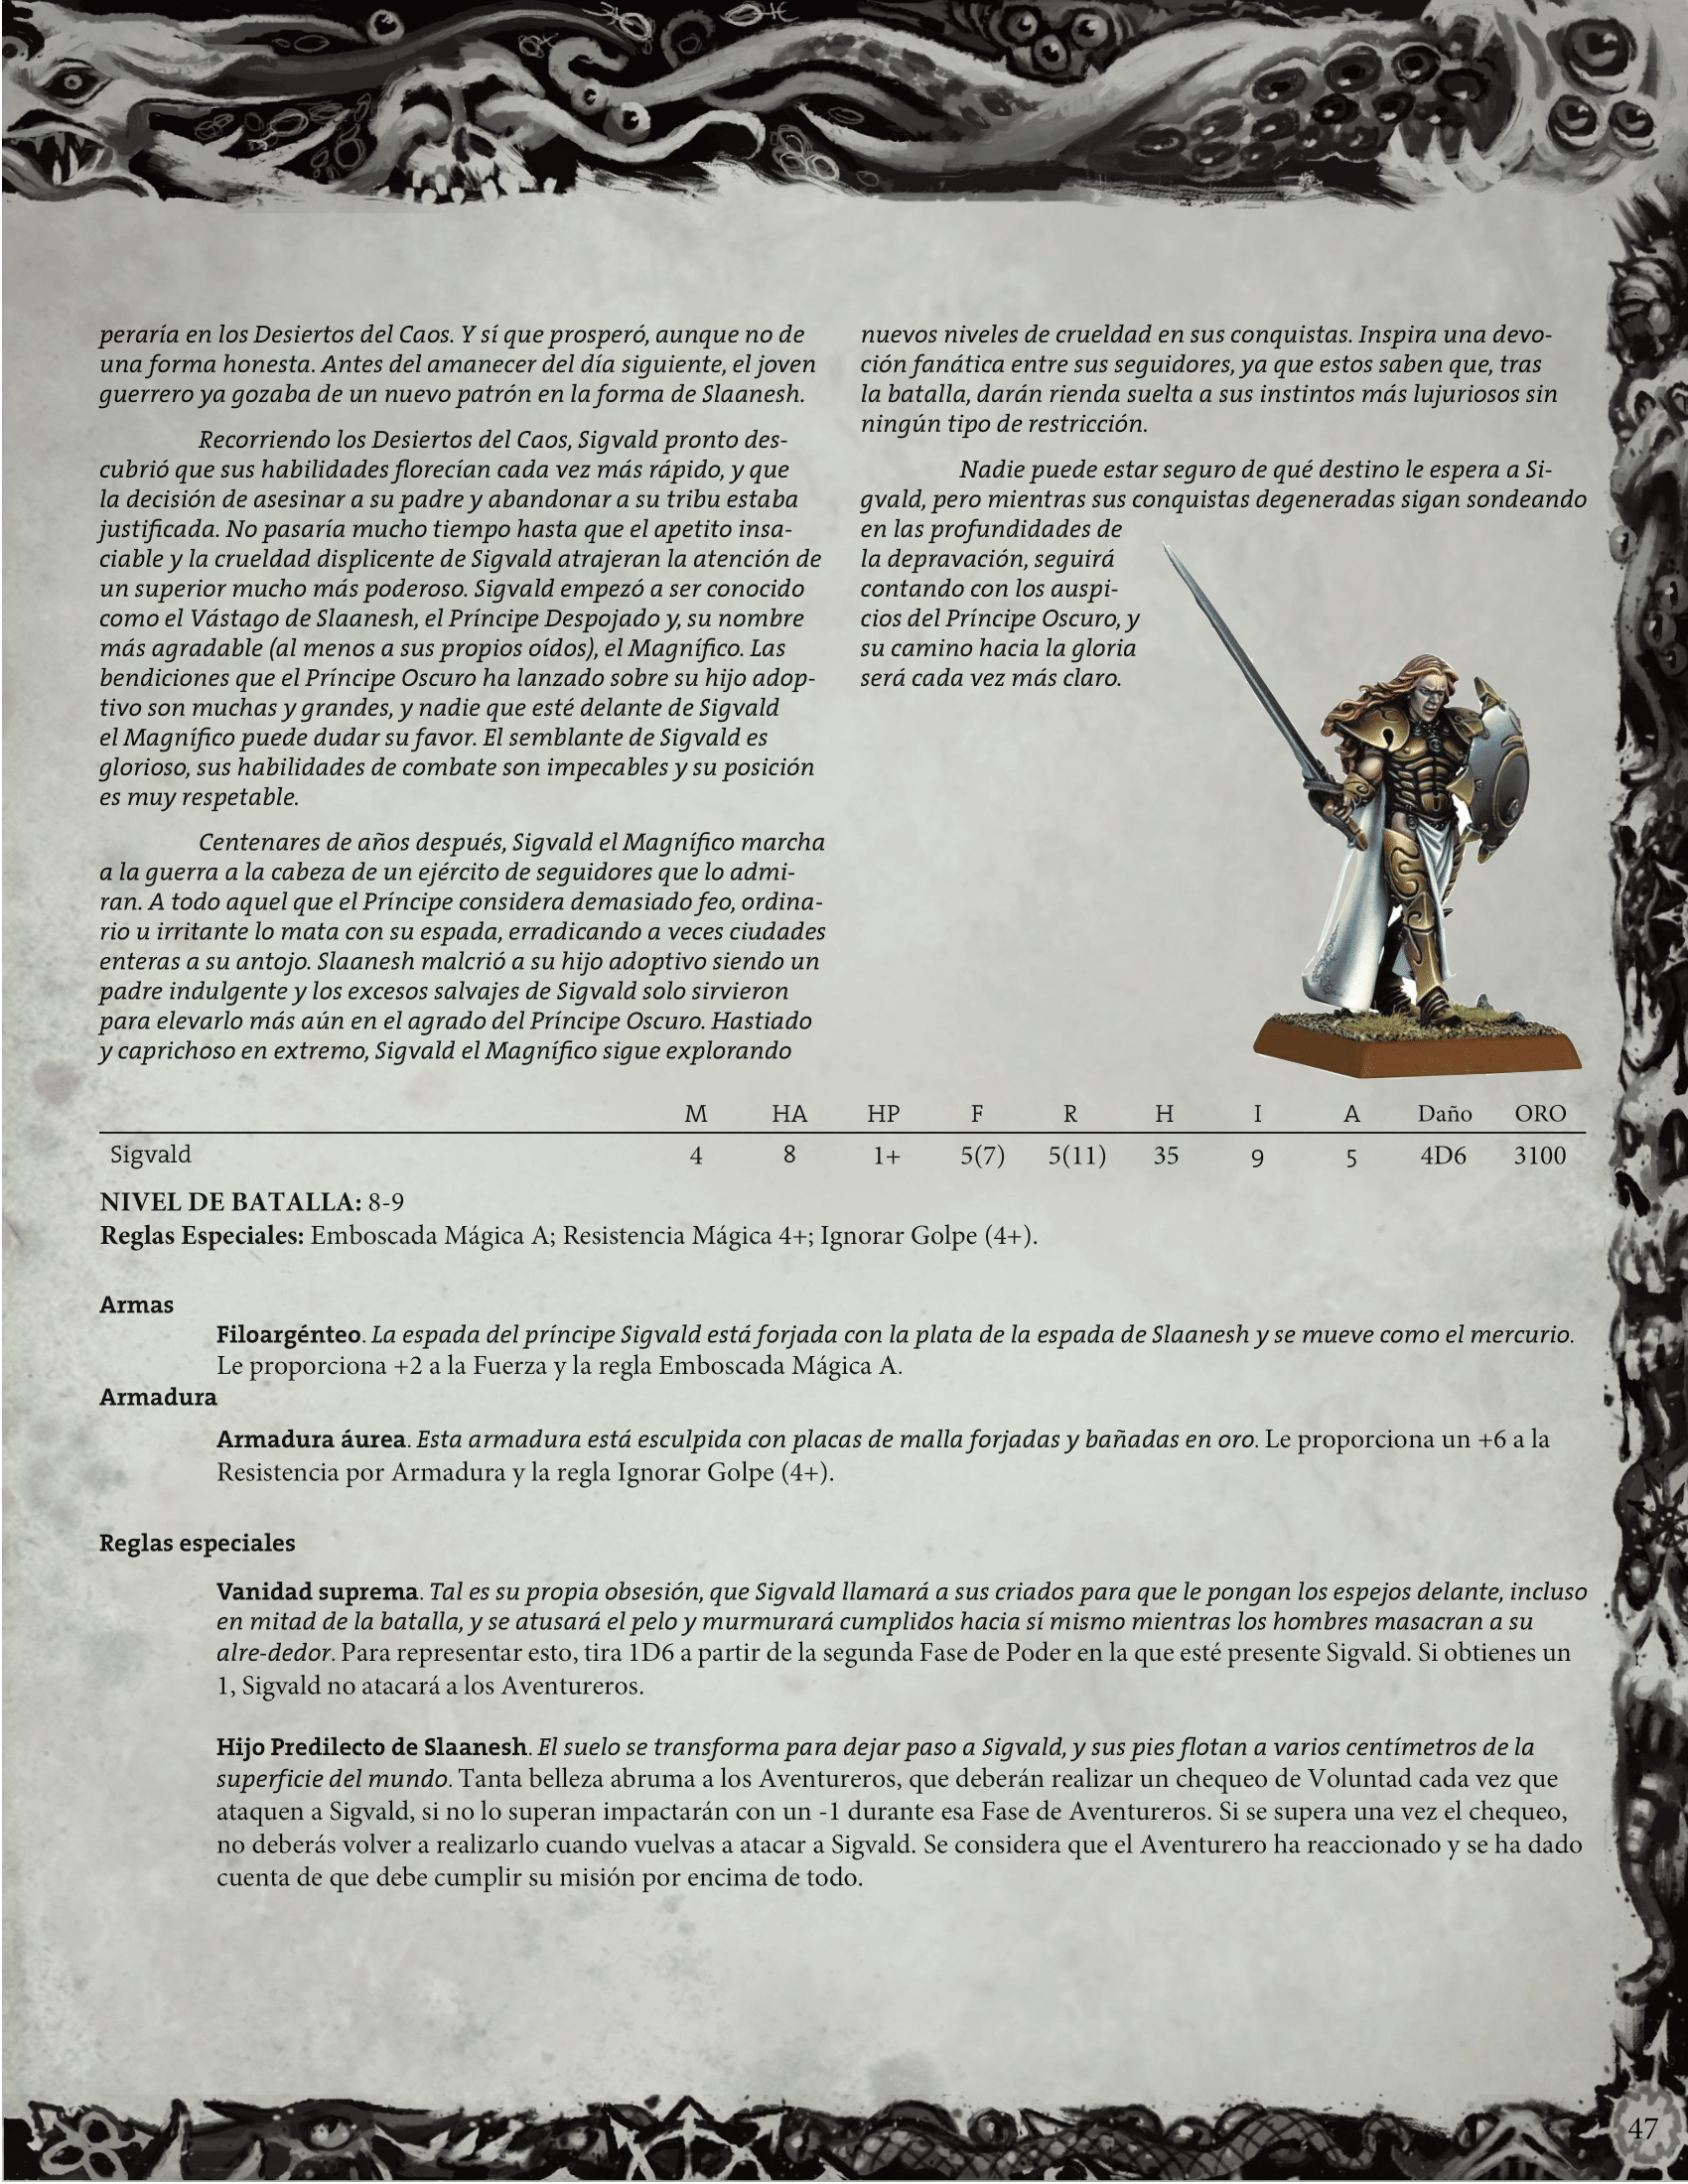 peraría en los Desiertos del Caos. Y sí que prosperó, aunque no de
una forma honesta. Antes del amanecer del día siguiente, el joven
guerrero ya gozaba de un nuevo patrón en la forma de Slaanesh.
Recorriendo los Desiertos del Caos, Sigvald pronto des-
cubrió que sus habilidades florecían cada vez más rápido, y que
la decisión de asesinar a su padre y abandonar a su tribu estaba
justificada. No pasaría mucho tiempo hasta que el apetito insa-
ciable y la crueldad displicente de Sigvald atrajeran la atención de
un superior mucho más poderoso. Sigvald empezó a ser conocido
como el Vástago de Slaanesh, el Príncipe Despojado y, su nombre
más agradable (al menos a sus propios oídos), el Magnífico. Las
bendiciones que el Príncipe Oscuro ha lanzado sobre su hijo adop-
tivo son muchas y grandes, y nadie que esté delante de Sigvald
el Magnífico puede dudar su favor. El semblante de Sigvald es
glorioso, sus habilidades de combate son impecables y su posición
es muy respetable.
Centenares de años después, Sigvald el Magnífico marcha
a la guerra a la cabeza de un ejército de seguidores que lo admi-
ran. A todo aquel que el Príncipe considera demasiado feo, ordina-
rio u irritante lo mata con su espada, erradicando a veces ciudades
enteras a su antojo. Slaanesh malcrió a su hijo adoptivo siendo un
padre indulgente y los excesos salvajes de Sigvald solo sirvieron
para elevarlo más aún en el agrado del Príncipe Oscuro. Hastiado
y caprichoso en extremo, Sigvald el Magnífico sigue explorando
nuevos niveles de crueldad en sus conquistas. Inspira una devo-
ción fanática entre sus seguidores, ya que estos saben que, tras
la batalla, darán rienda suelta a sus instintos más lujuriosos sin
ningún tipo de restricción.
Nadie puede estar seguro de qué destino le espera a Si-
gvald, pero mientras sus conquistas degeneradas sigan sondeando
en las profundidades de
la depravación, seguirá
contando con los auspi-
cios del Príncipe Oscuro, y
su camino hacia la gloria
será cada vez más claro.
M HA HP F R H I A Daño ORO
Sigvald 4 8 1+ 5(7) 5(11) 35 9 5 4D6 3100
NIVEL DE BATALLA: 8-9
Reglas Especiales: Emboscada Mágica A; Resistencia Mágica 4+; Ignorar Golpe (4+).
Armas
Filoargénteo. La espada del príncipe Sigvald está forjada con la plata de la espada de Slaanesh y se mueve como el mercurio.
Le proporciona +2 a la Fuerza y la regla Emboscada Mágica A.
Armadura
Armadura áurea. Esta armadura está esculpida con placas de malla forjadas y bañadas en oro. Le proporciona un +6 a la
Resistencia por Armadura y la regla Ignorar Golpe (4+).
Reglas especiales
Vanidad suprema. Tal es su propia obsesión, que Sigvald llamará a sus criados para que le pongan los espejos delante, incluso
en mitad de la batalla, y se atusará el pelo y murmurará cumplidos hacia sí mismo mientras los hombres masacran a su
alre-dedor. Para representar esto, tira 1D6 a partir de la segunda Fase de Poder en la que esté presente Sigvald. Si obtienes un
1, Sigvald no atacará a los Aventureros.
Hijo Predilecto de Slaanesh. El suelo se transforma para dejar paso a Sigvald, y sus pies flotan a varios centímetros de la
superficie del mundo. Tanta belleza abruma a los Aventureros, que deberán realizar un chequeo de Voluntad cada vez que
ataquen a Sigvald, si no lo superan impactarán con un -1 durante esa Fase de Aventureros. Si se supera una vez el chequeo,
no deberás volver a realizarlo cuando vuelvas a atacar a Sigvald. Se considera que el Aventurero ha reaccionado y se ha dado
cuenta de que debe cumplir su misión por encima de todo.
47